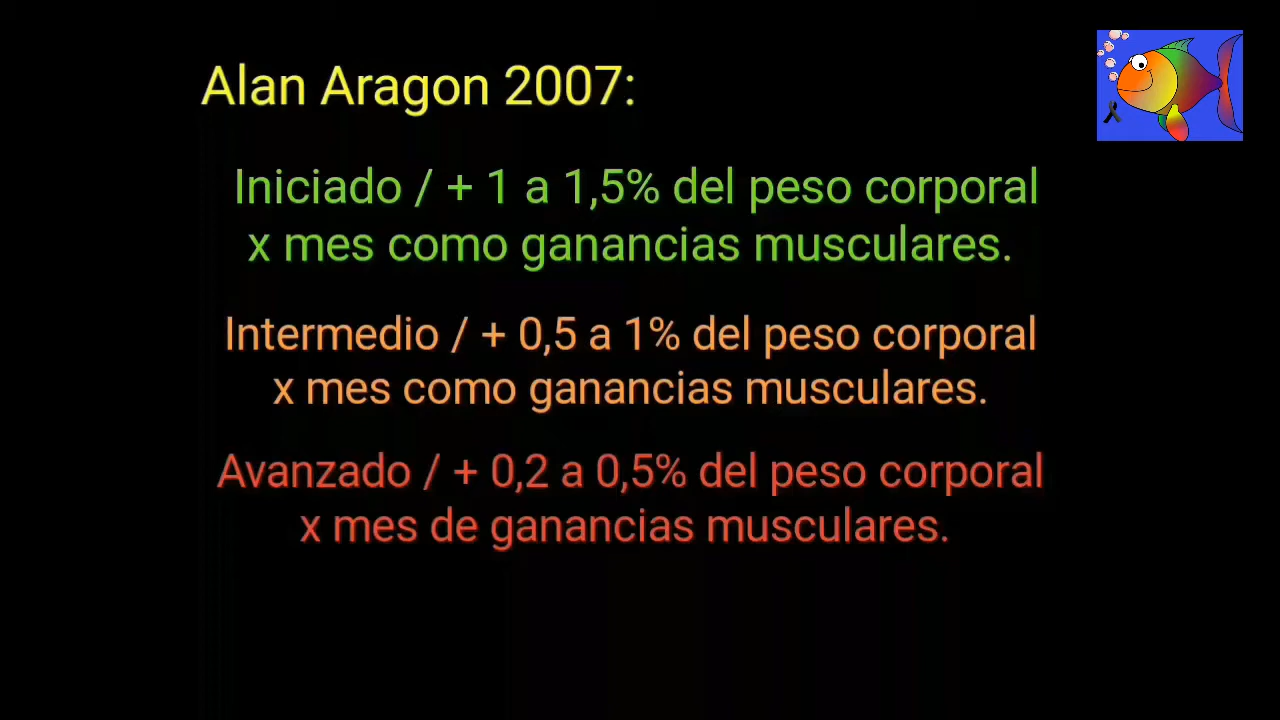 Alan Aragon 2007:
Iniciado / + 1 a 1,5% del peso corporal
x mes como ganancias musculares.
Intermedio / + 0,5 a 1% del peso corporal
x mes como ganancias musculares.
Avanzado / + 0,2 a 0,5% del peso corporal
x mes de ganancias musculares.